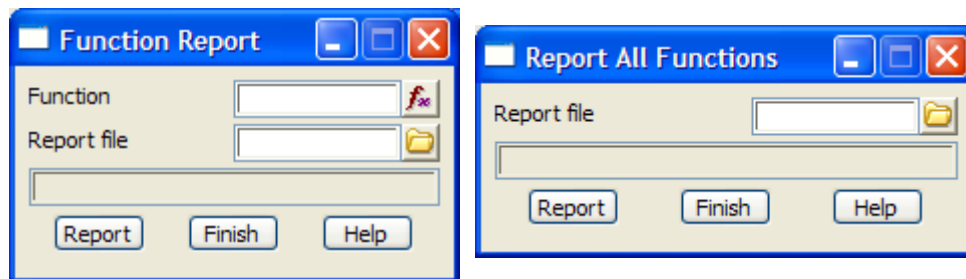 Function Report
Function
Report file
Report Finish Help
Report All Functions
Report file
Report Finish Help